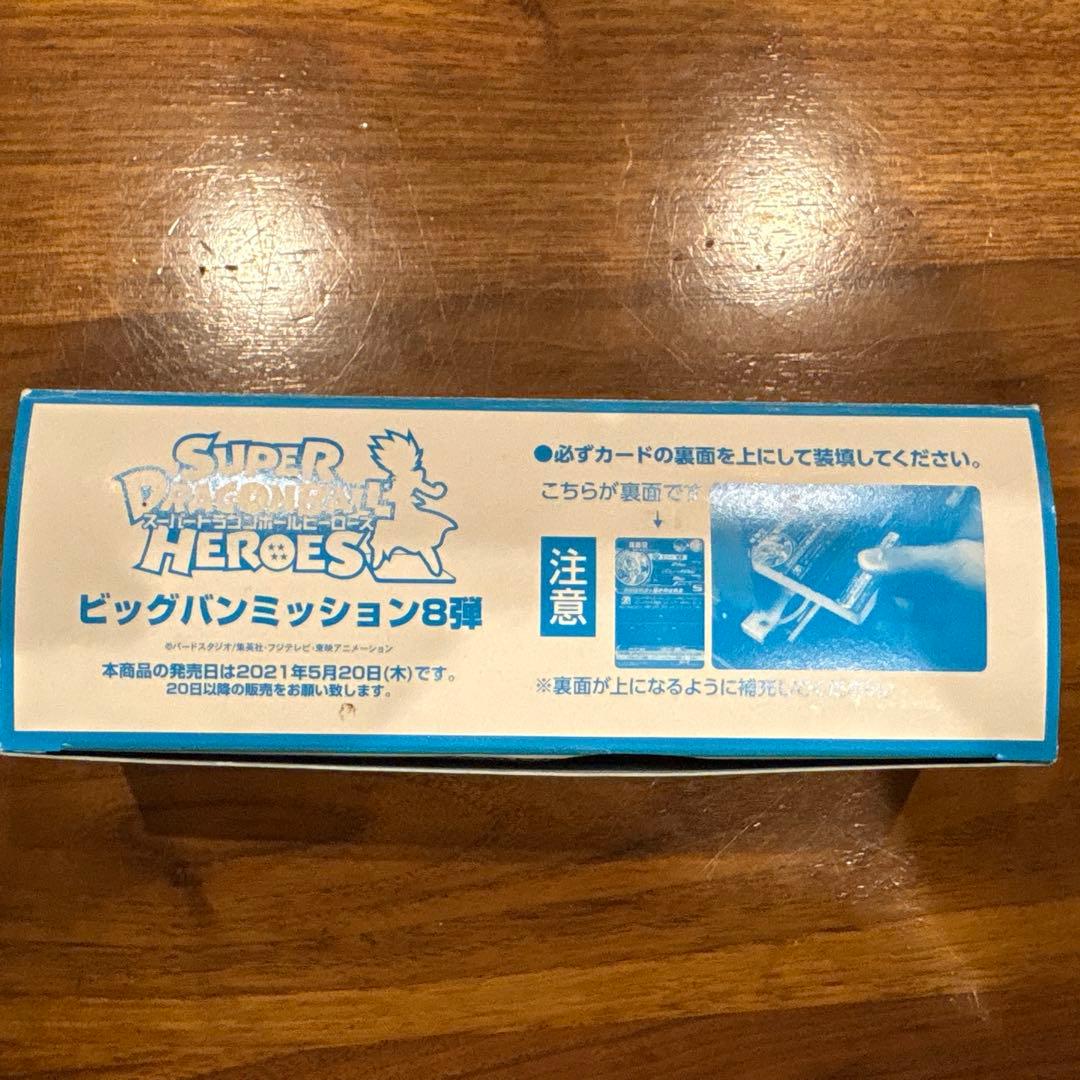 SUPER
DRAGONBALL
スーパードラゴンボールヒーローズ
HEROES
ビッグバンミッション8弾
©バードスタジオ/集英社・フジテレビ・東映アニメーション
本商品の発売日は2021年5月20日(木)です。
20日以降の販売をお願い致します。
●必ずカードの裏面を上にして装填してください。
こちらが裏面です
↓
注意
※裏面が上になるように補充し